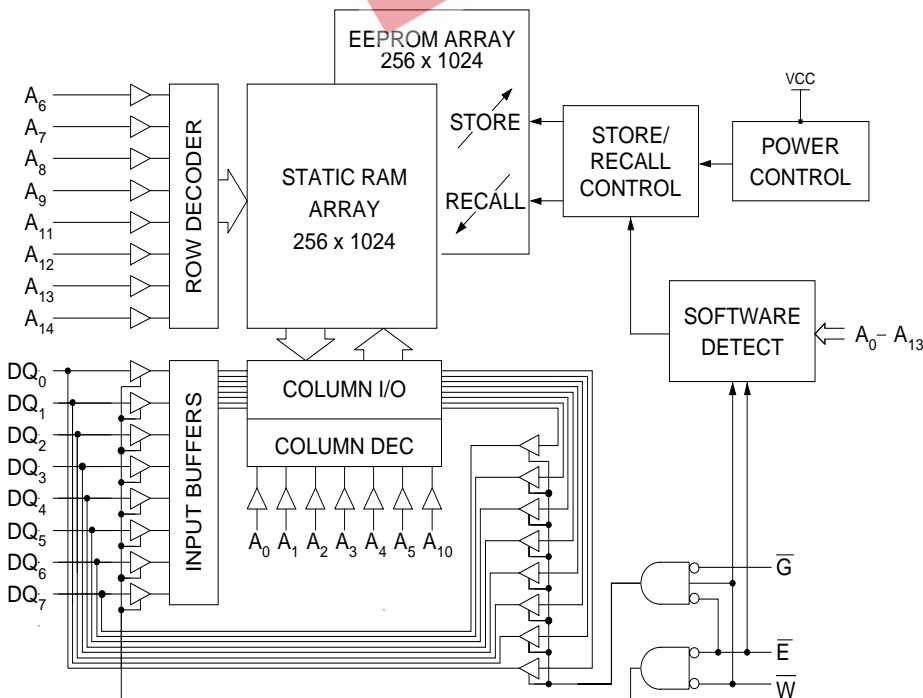 EEPROM ARRAY
256 x 1024
STORE
RECALL
STATIC RAM
ARRAY
256 x 1024
STORE/
RECALL
CONTROL
VCC
POWER
CONTROL
SOFTWARE
DETECT
A0– A13
A6
A7
A8
A9
A11
A12
A13
A14
ROW DECODER
DQ0
DQ1
DQ2
DQ3
DQ4
DQ5
DQ6
DQ7
INPUT BUFFERS
COLUMN I/O
COLUMN DEC
A0 A1 A2 A3 A4 A5 A10
G̅
E̅
W̅